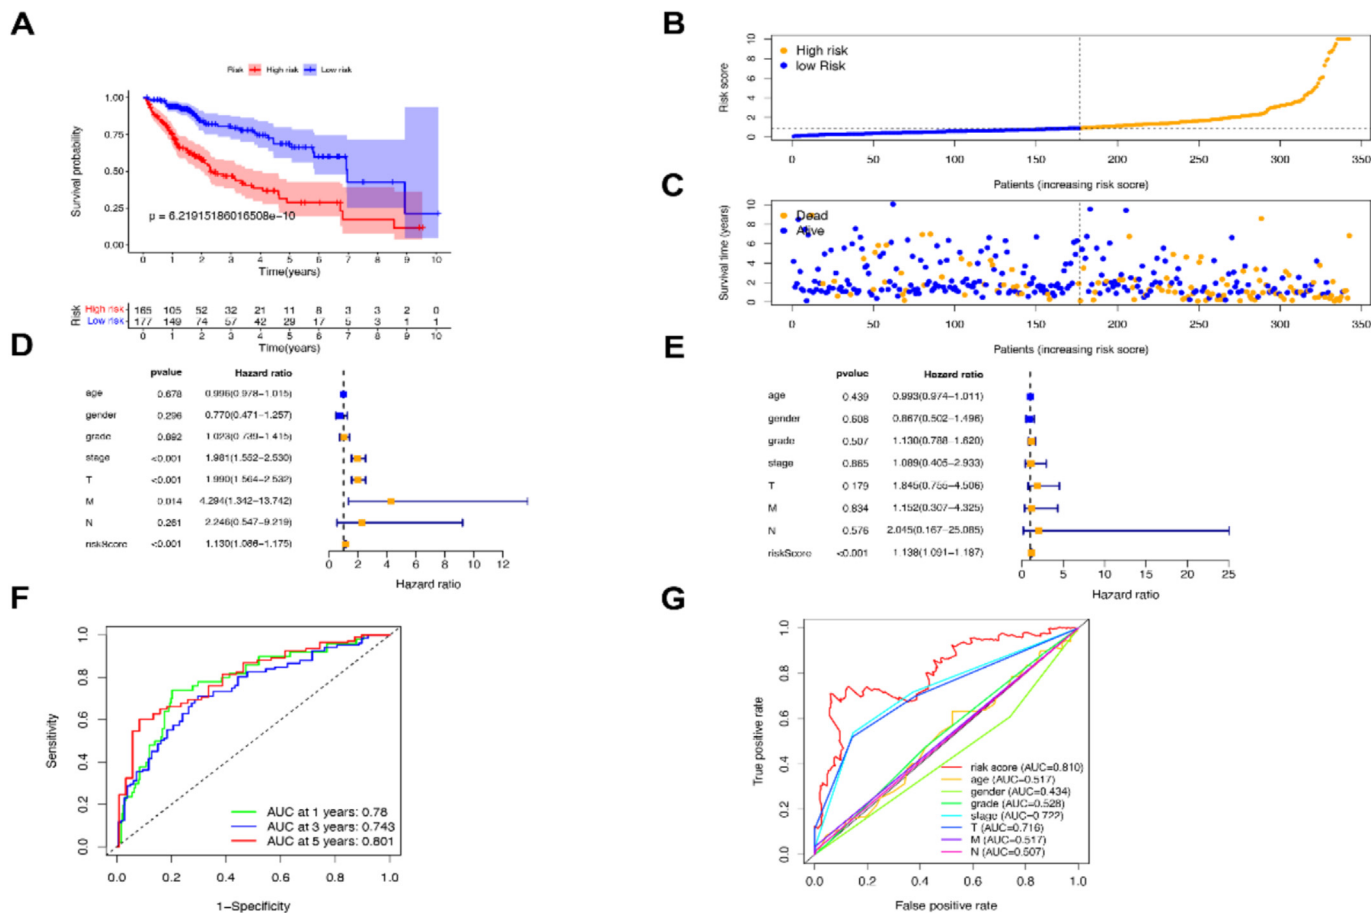 A
Risk High risk Low risk
Survival probability
1.00
0.75
0.50
0.25
0.00
p = 6.21915186016508e-10
0 1 2 3 4 5 6 7 8 9 10
Time(years)
Risk
High risk 165 105 52 32 21 11 8 3 3 2 0
Low risk 177 149 74 57 42 29 17 5 3 1 1
0 1 2 3 4 5 6 7 8 9 10
Time(years)
B
Risk score
10
8
6
4
2
0
High risk
low Risk
0 50 100 150 200 250 300 350
Patients (increasing risk socre)
C
Survival time (years)
10
8
6
4
2
0
Dead
Alive
0 50 100 150 200 250 300 350
Patients (increasing risk socre)
D
pvalue Hazard ratio
age 0.678 0.996(0.978−1.015)
gender 0.296 0.770(0.471−1.257)
grade 0.892 1.023(0.739−1.415)
stage <0.001 1.981(1.552−2.530)
T <0.001 1.990(1.564−2.532)
M 0.014 4.294(1.342−13.742)
N 0.261 2.246(0.547−9.219)
riskScore <0.001 1.130(1.086−1.175)
0 2 4 6 8 10 12
Hazard ratio
E
pvalue Hazard ratio
age 0.439 0.993(0.974−1.011)
gender 0.608 0.867(0.502−1.496)
grade 0.507 1.130(0.788−1.620)
stage 0.865 1.089(0.405−2.933)
T 0.179 1.845(0.755−4.506)
M 0.834 1.152(0.307−4.325)
N 0.576 2.045(0.167−25.085)
riskScore <0.001 1.138(1.091−1.187)
0 5 10 15 20 25
Hazard ratio
F
Sensitivity
1.0
0.8
0.6
0.4
0.2
0.0
AUC at 1 years: 0.78
AUC at 3 years: 0.743
AUC at 5 years: 0.801
0.0 0.2 0.4 0.6 0.8 1.0
1−Specificity
G
True positive rate
1.0
0.8
0.6
0.4
0.2
0.0
risk score (AUC=0.810)
age (AUC=0.517)
gender (AUC=0.434)
grade (AUC=0.528)
stage (AUC=0.722)
T (AUC=0.716)
M (AUC=0.517)
N (AUC=0.507)
0.0 0.2 0.4 0.6 0.8 1.0
False positive rate